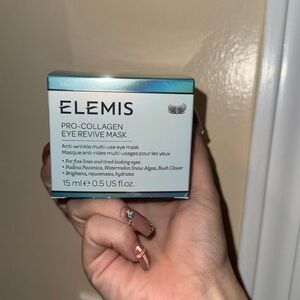 ELEMIS
PRO-COLLAGEN
EYE REVIVE MASK
Anti-wrinkle multi-use eye mask
Masque anti-rides multi-usages pour les yeux
• For fine lines and tired-looking eyes
• Padina Pavonica, Watermelon Snow Algae, Bush Clover
• Brightens, rejuvenates, hydrates
15 ml ℮ 0.5 US fl.oz.